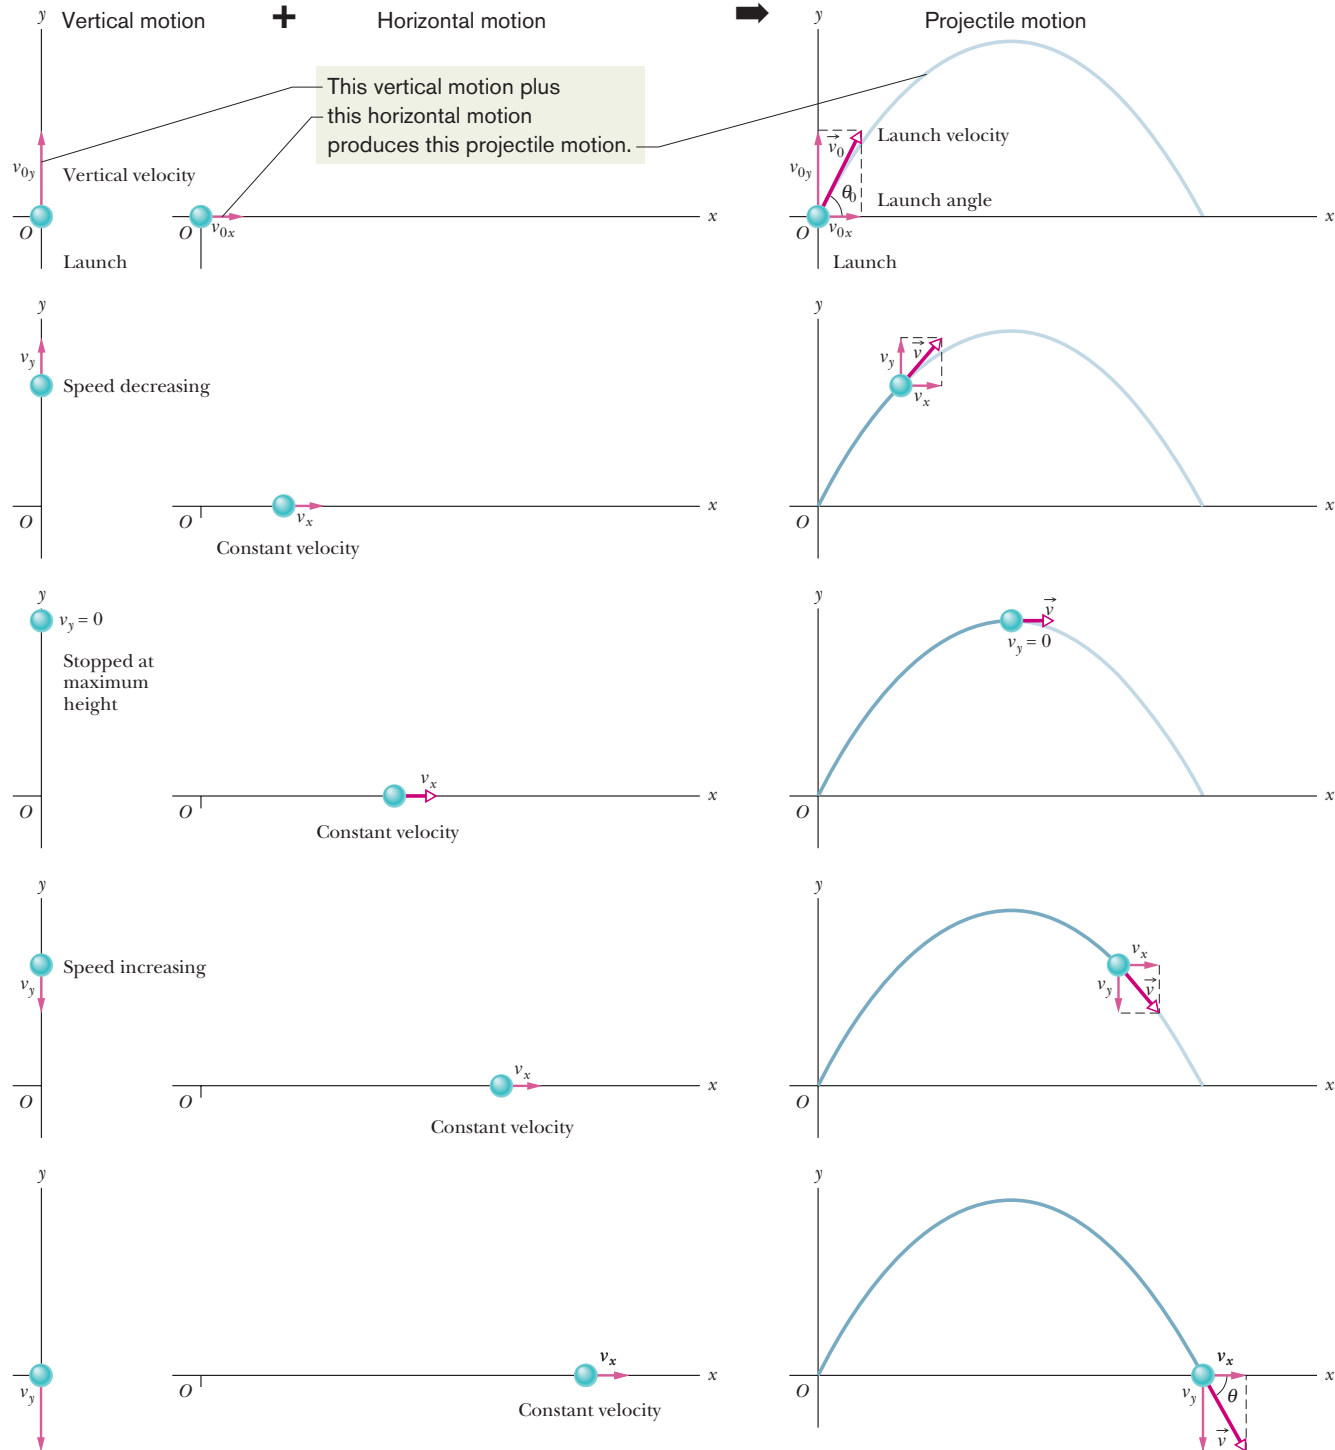 y Vertical motion + Horizontal motion Projectile motion
This vertical motion plus
this horizontal motion
produces this projectile motion.
v0y
Vertical velocity
O
Launch
O
v0x
x
y
v⃗0
Launch velocity
v0y
θ0
Launch angle
O
v0x
Launch
x
y
vy
Speed decreasing
O
O
vx
x
Constant velocity
y
vy
v⃗
vx
O
x
y
vy = 0
Stopped at
maximum
height
O
O
vx
x
Constant velocity
y
v⃗
vy = 0
O
x
y
Speed increasing
vy
O
O
vx
x
Constant velocity
y
vx
vy
v⃗
O
x
y
vy
O
vx
x
Constant velocity
y
O
vx
x
vy
θ
v⃗